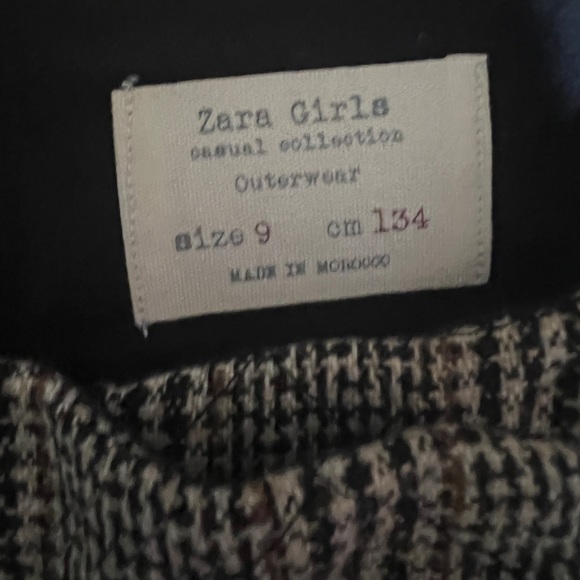 Zara Girls
casual collection
Outerwear
size 9 cm 134
MADE IN MOROCCO